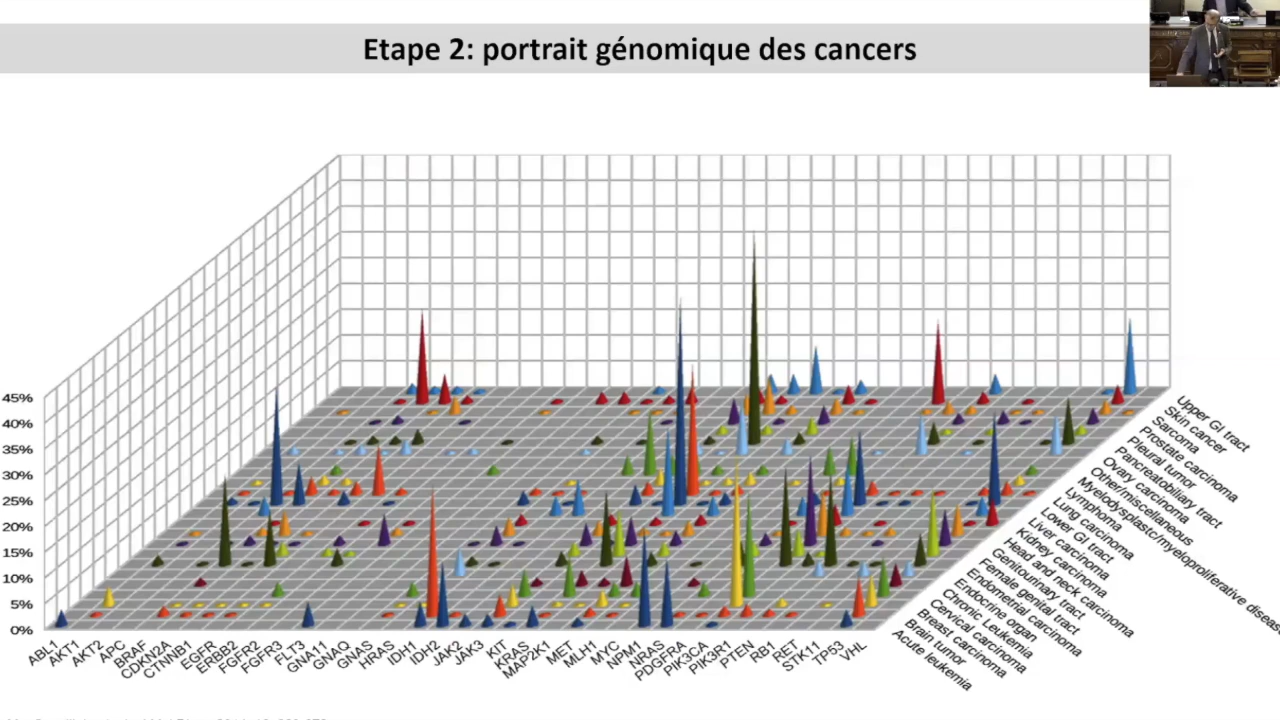 Etape 2: portrait génomique des cancers
45%
40%
35%
30%
25%
20%
15%
10%
5%
0%
ABL1
AKT1
AKT2
APC
BRAF
CDKN2A
CTNNB1
EGFR
ERBB2
FGFR2
FGFR3
FLT3
GNA11
GNAQ
GNAS
HRAS
IDH1
IDH2
JAK2
JAK3
KIT
KRAS
MAP2K1
MET
MLH1
MYC
NPM1
NRAS
PDGFRA
PIK3CA
PIK3R1
PTEN
RB1
RET
STK11
TP53
VHL
Upper GI tract
Skin cancer
Sarcoma
Prostate carcinoma
Pleural tumor
Pancreatobiliary tract
Ovary carcinoma
Other/miscellaneous
Myelodysplastc/myeloproliferative disease
Lymphoma
Lung carcinoma
Lower GI tract
Liver carcinoma
Kidney carcinoma
Head and neck carcinoma
Genitourinary tract
Female genital tract
Endometrial carcinoma
Endocrine organ
Chronic Leukemia
Cervical carcinoma
Breast carcinoma
Brain tumor
Acute leukemia